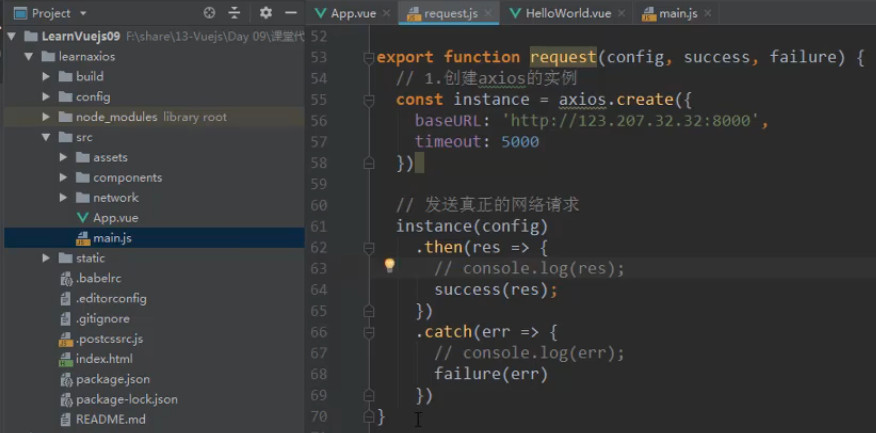 Project
LearnVuejs09 F:\share\13-Vuejs\Day 09\课堂代
learnaxios
build
config
node_modules library root
src
assets
components
network
App.vue
main.js
static
.babelrc
.editorconfig
.gitignore
.postcssrc.js
index.html
package.json
package-lock.json
README.md
App.vue request.js HelloWorld.vue main.js
52
53 export function request(config, success, failure) {
54 // 1.创建axios的实例
55 const instance = axios.create({
56 baseURL: 'http://123.207.32.32:8000',
57 timeout: 5000
58 })
59
60 // 发送真正的网络请求
61 instance(config)
62 .then(res => {
63 // console.log(res);
64 success(res);
65 })
66 .catch(err => {
67 // console.log(err);
68 failure(err)
69 })
70 }